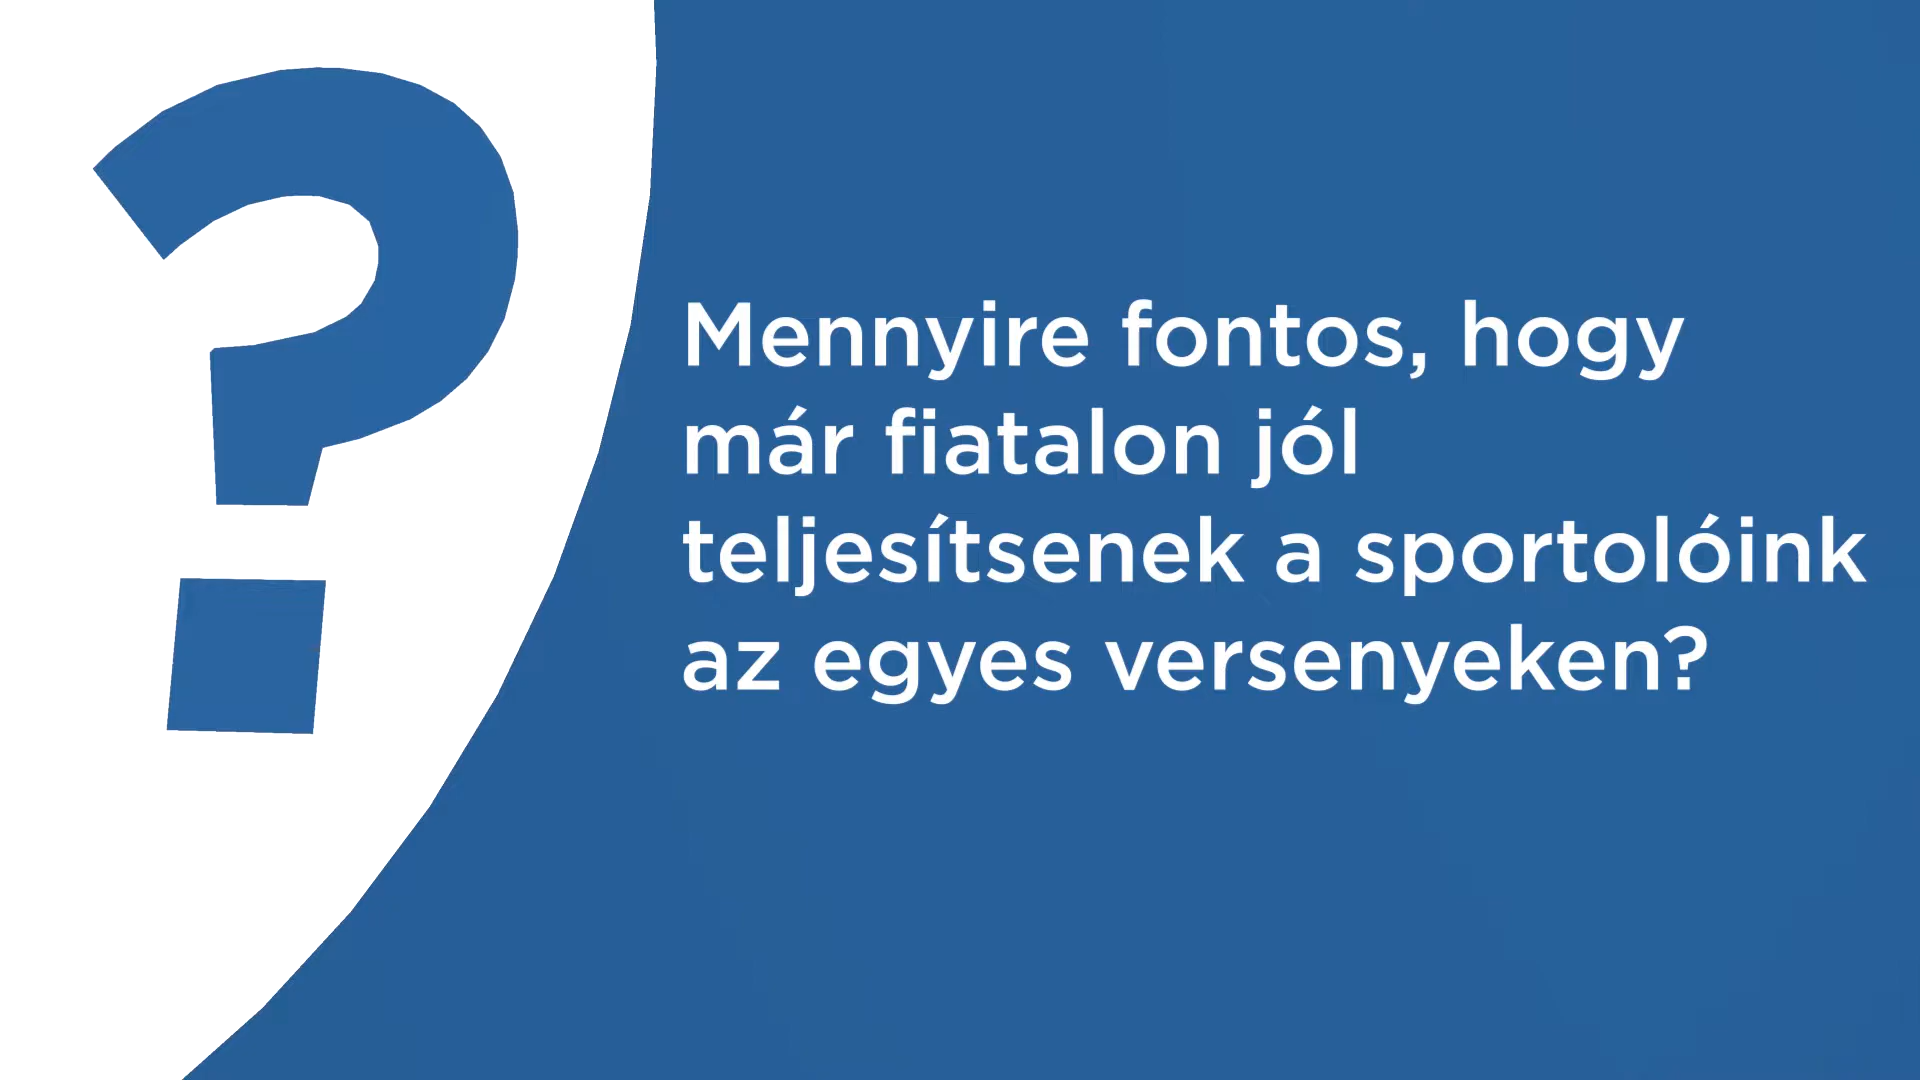 Mennyire fontos, hogy
már fiatalon jól
teljesítsenek a sportolóink
az egyes versenyeken?